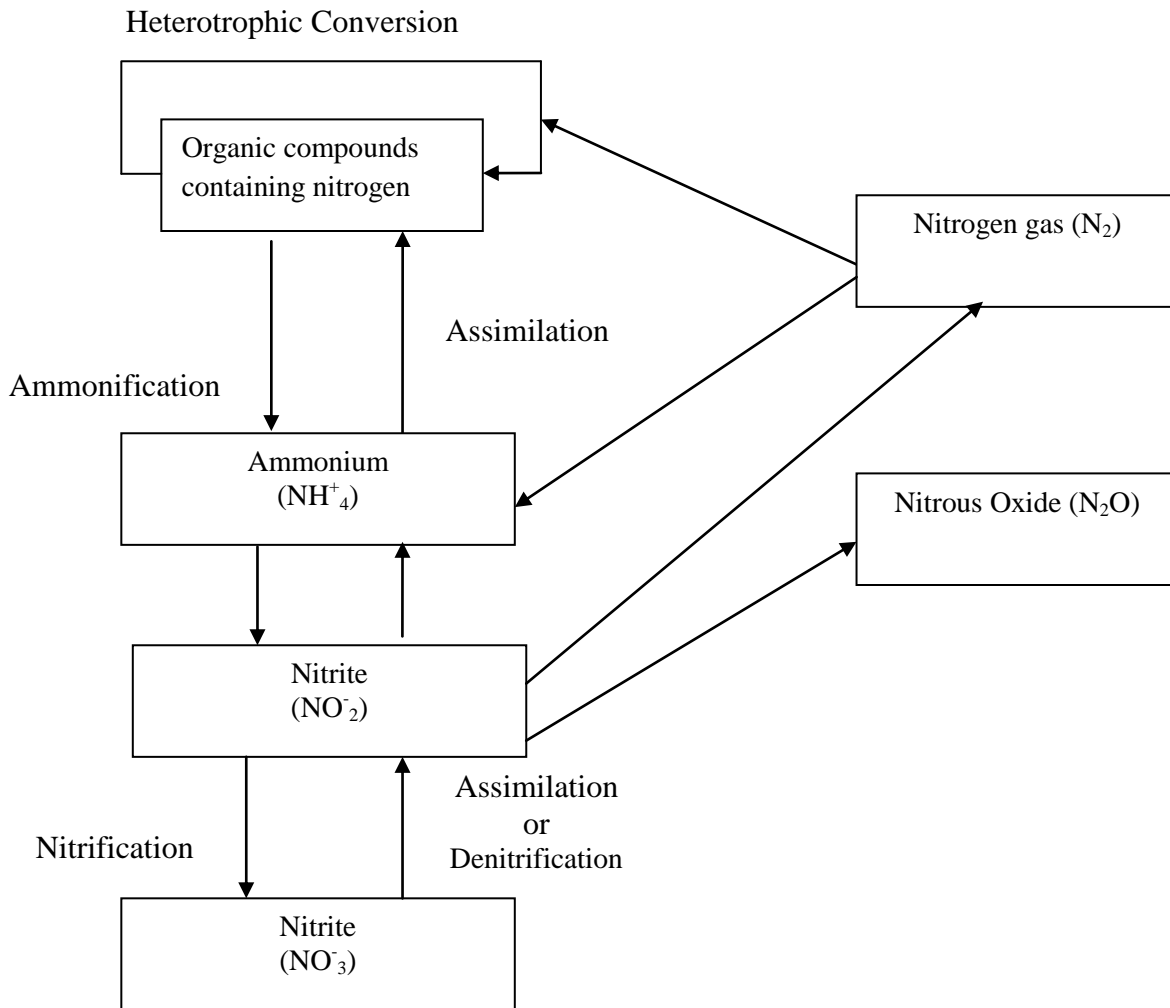 Heterotrophic Conversion
Organic compounds
containing nitrogen
Nitrogen gas (N₂)
Assimilation
Ammonification
Ammonium
(NH⁺₄)
Nitrous Oxide (N₂O)
Nitrite
(NO⁻₂)
Assimilation
or
Denitrification
Nitrification
Nitrite
(NO⁻₃)